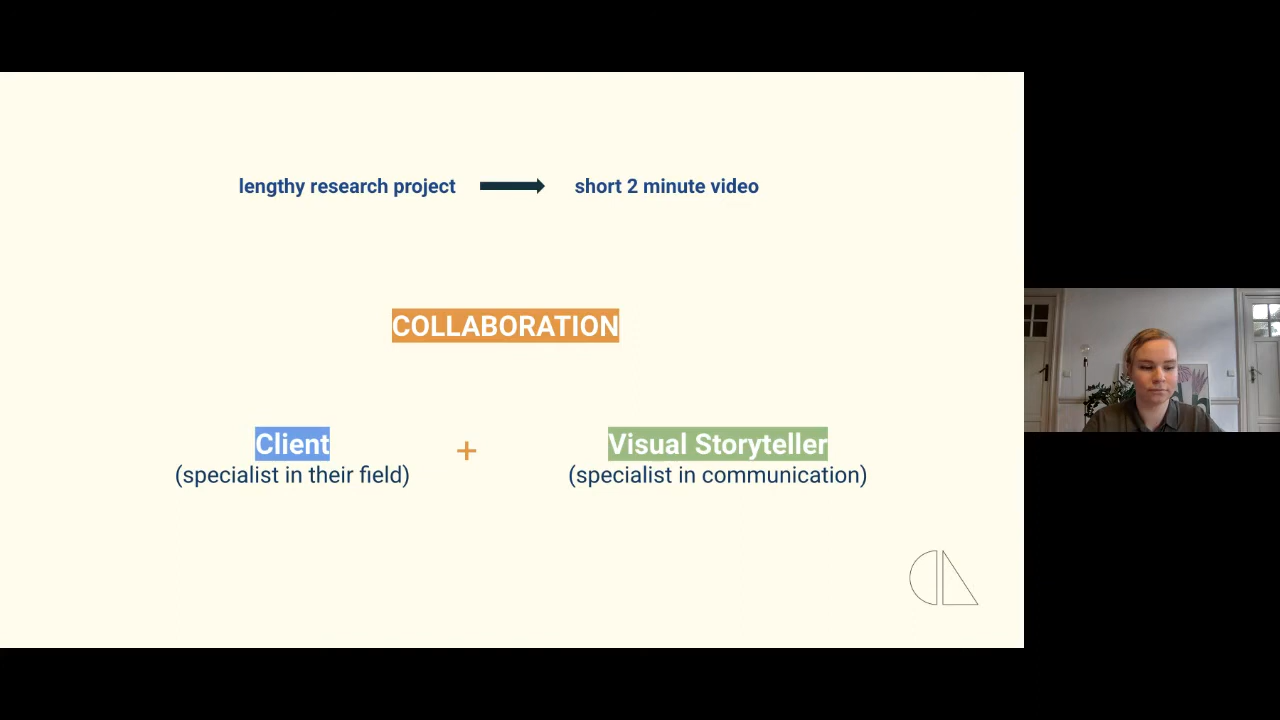 lengthy research project → short 2 minute video
COLLABORATION
Client + Visual Storyteller
(specialist in their field) (specialist in communication)